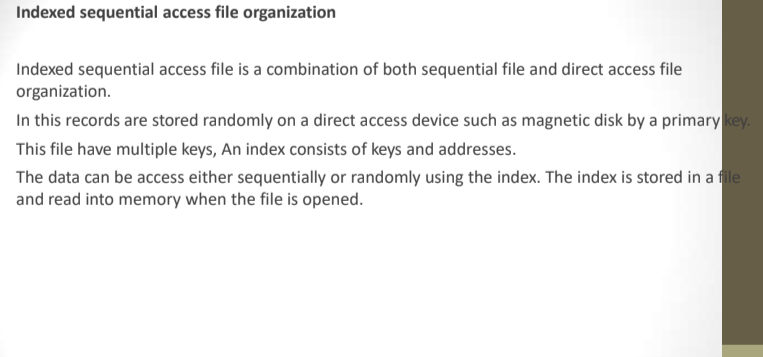 Indexed sequential access file organization
Indexed sequential access file is a combination of both sequential file and direct access file
organization.
In this records are stored randomly on a direct access device such as magnetic disk by a primary key.
This file have multiple keys, An index consists of keys and addresses.
The data can be access either sequentially or randomly using the index. The index is stored in a file
and read into memory when the file is opened.